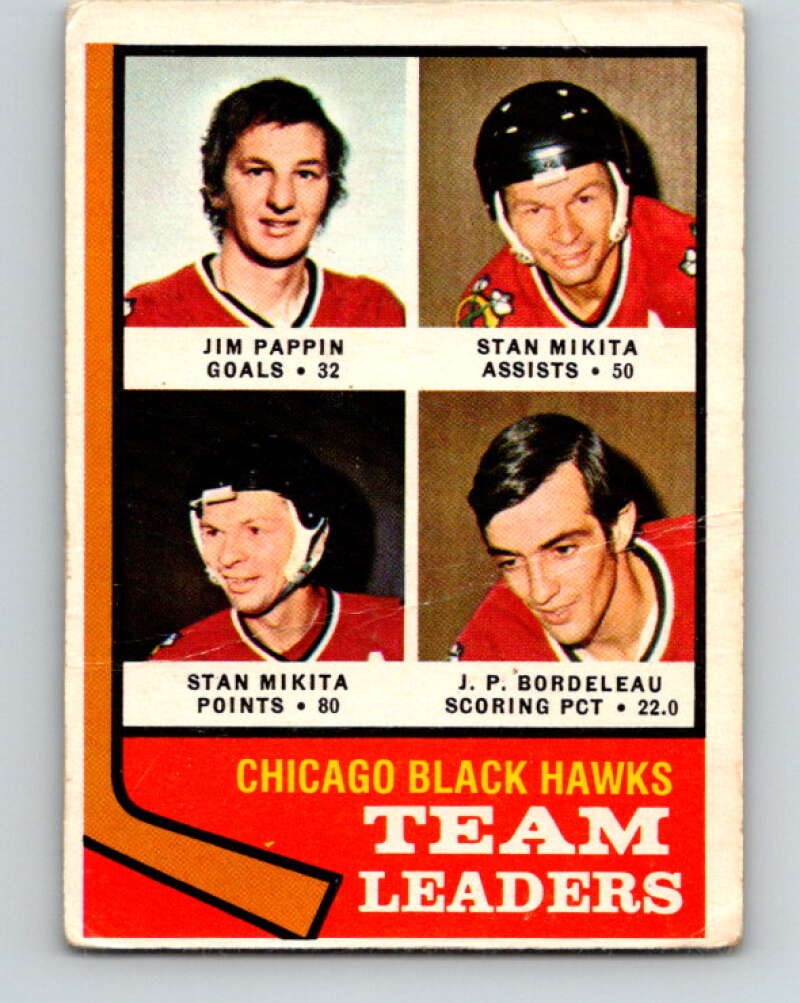 JIM PAPPIN
GOALS • 32
STAN MIKITA
ASSISTS • 50
STAN MIKITA
POINTS • 80
J. P. BORDELEAU
SCORING PCT • 22.0
CHICAGO BLACK HAWKS
TEAM
LEADERS